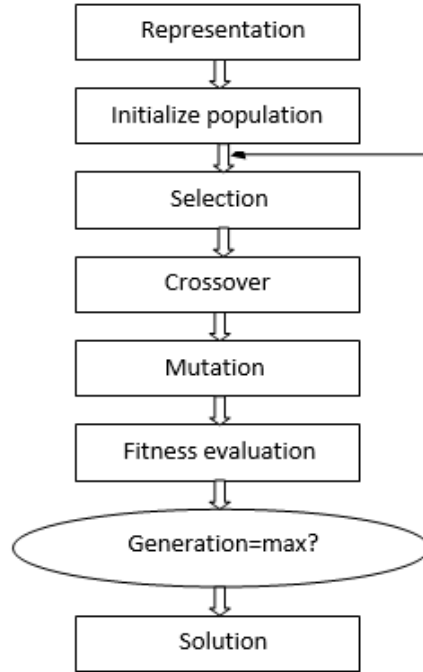 Representation
Initialize population
Selection
Crossover
Mutation
Fitness evaluation
Generation=max?
Solution